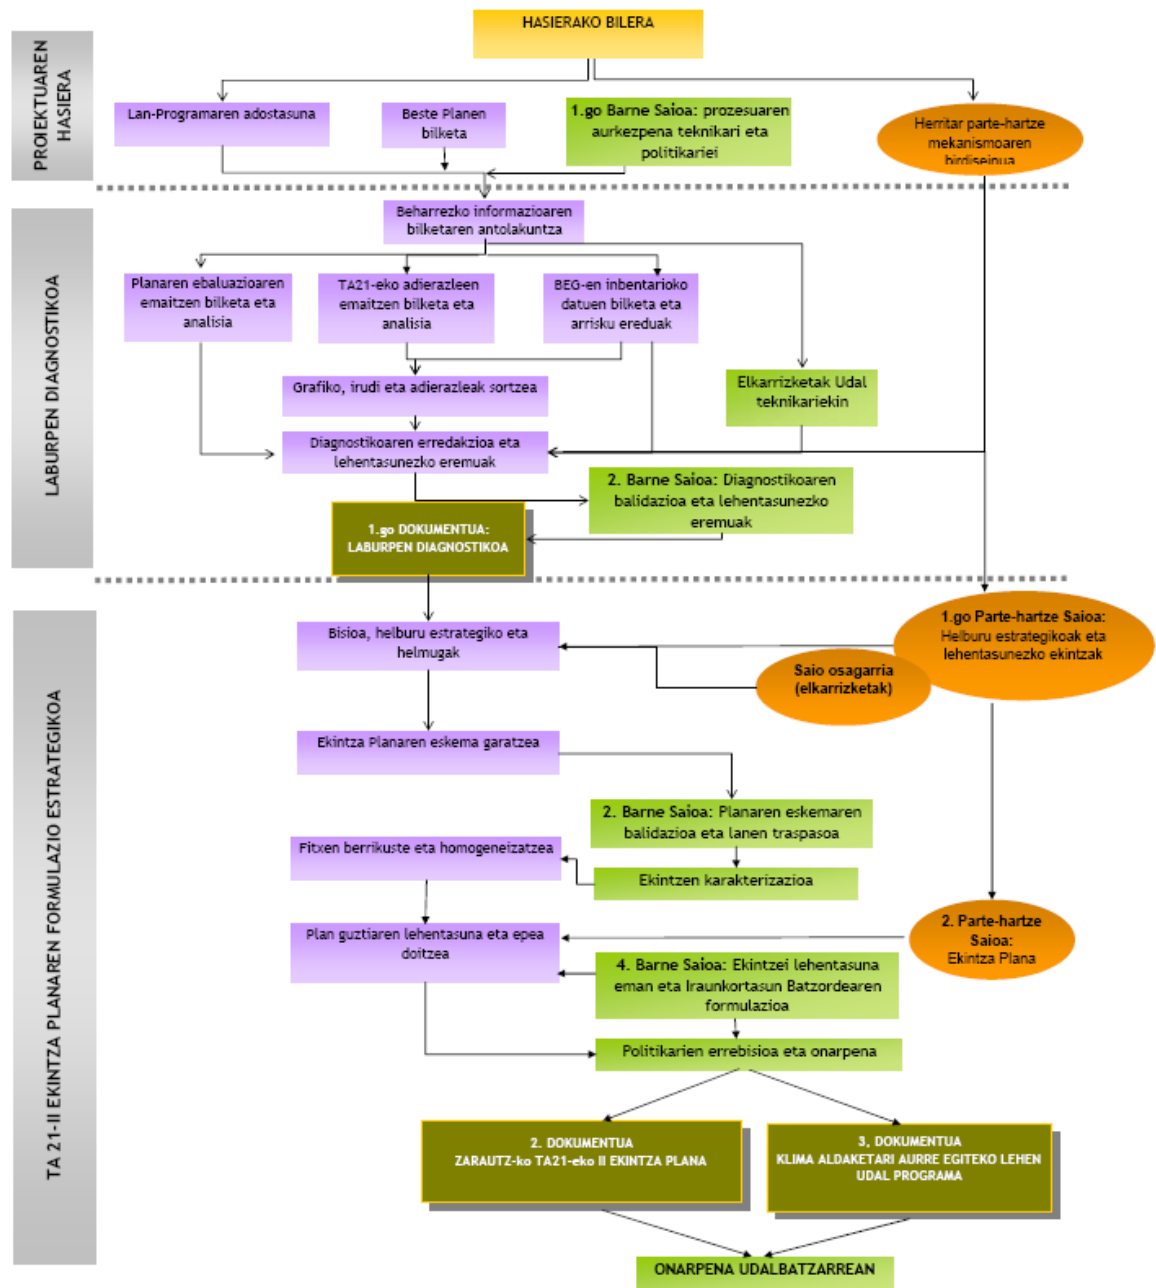 HASIERAKO BILERA
PROIEKTUAREN
HASIERA
Lan-Programaren adostasuna
Beste Planen
bilketa
1.go Barne Saioa: prozesuaren
aurkezpena teknikari eta
politikariei
Herritar parte-hartze
mekanismoaren
birdiseinua
LABURPEN DIAGNOSTIKOA
Beharrezko informazioaren
bilketaren antolakuntza
Planaren ebaluazioaren
emaitzen bilketa eta
analisia
TA21-eko adierazleen
emaitzen bilketa eta
analisia
BEG-en inbentarioko
datuen bilketa eta
arrisku ereduak
Grafiko, irudi eta adierazleak sortzea
Elkarrizketak Udal
teknikariekin
Diagnostikoaren erredakzioa eta
lehentasunezko eremuak
2. Barne Saioa: Diagnostikoaren
balidazioa eta lehentasunezko
eremuak
1.go DOKUMENTUA:
LABURPEN DIAGNOSTIKOA
TA 21-II EKINTZA PLANAREN FORMULAZIO ESTRATEGIKOA
1.go Parte-hartze Saioa:
Helburu estrategikoak eta
lehentasunezko ekintzak
Bisioa, helburu estrategiko eta
helmugak
Saio osagarria
(elkarrizketak)
Ekintza Planaren eskema garatzea
2. Barne Saioa: Planaren eskemaren
balidazioa eta lanen traspasoa
Fitxen berrikuste eta homogeneizatzea
Ekintzen karakterizazioa
Plan guztiaren lehentasuna eta epea
doitzea
2. Parte-hartze
Saioa:
Ekintza Plana
4. Barne Saioa: Ekintzei lehentasuna
eman eta Iraunkortasun Batzordearen
formulazioa
Politikarien errebisioa eta onarpena
2. DOKUMENTUA
ZARAUTZ-ko TA21-eko II EKINTZA PLANA
3, DOKUMENTUA
KLIMA ALDAKETARI AURRE EGITEKO LEHEN
UDAL PROGRAMA
ONARPENA UDALBATZARREAN